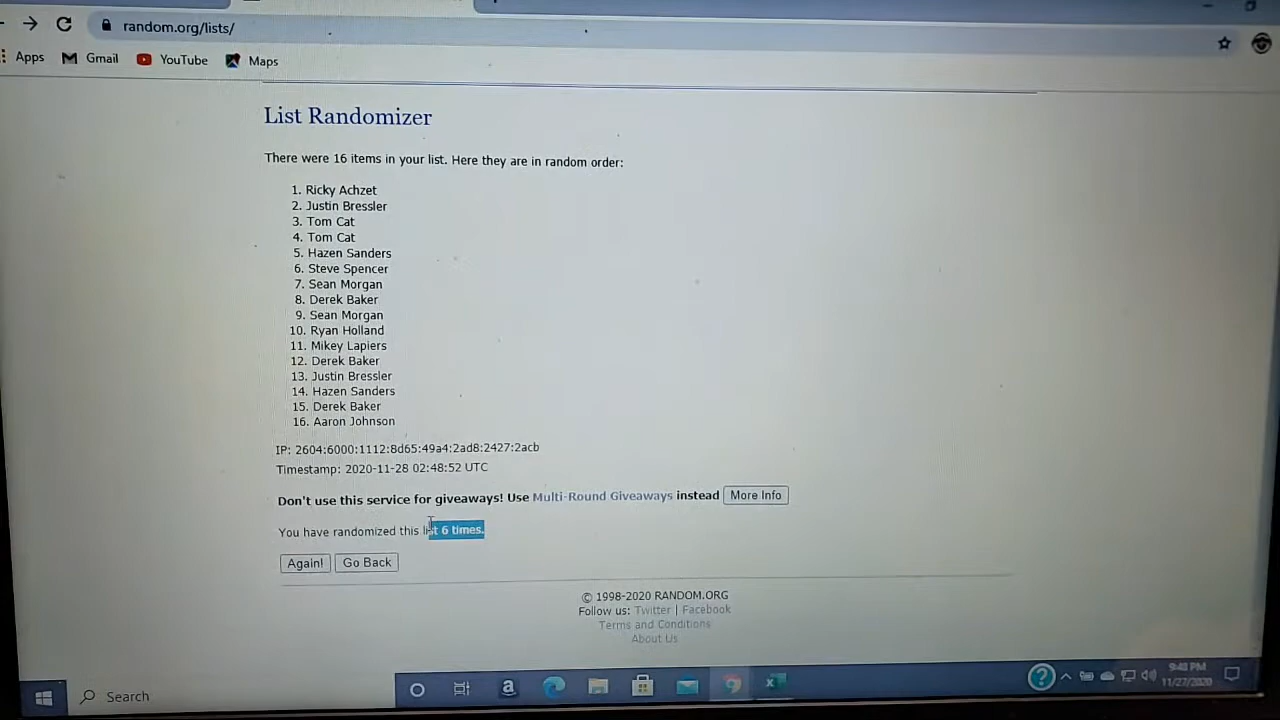 random.org/lists/
Apps Gmail YouTube Maps
List Randomizer
There were 16 items in your list. Here they are in random order:
1. Ricky Achzet
2. Justin Bressler
3. Tom Cat
4. Tom Cat
5. Hazen Sanders
6. Steve Spencer
7. Sean Morgan
8. Derek Baker
9. Sean Morgan
10. Ryan Holland
11. Mikey Lapiers
12. Derek Baker
13. Justin Bressler
14. Hazen Sanders
15. Derek Baker
16. Aaron Johnson
IP: 2604:6000:1112:8d65:49a4:2ad8:2427:2acb
Timestamp: 2020-11-28 02:48:52 UTC
Don't use this service for giveaways! Use Multi-Round Giveaways instead More Info
You have randomized this list 6 times.
Again! Go Back
© 1998-2020 RANDOM.ORG
Follow us: Twitter | Facebook
Terms and Conditions
About Us
Search
9:48 PM
11/27/2020